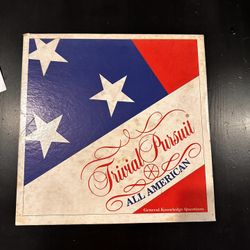 Trivial Pursuit®
ALL AMERICAN
General Knowledge Questions